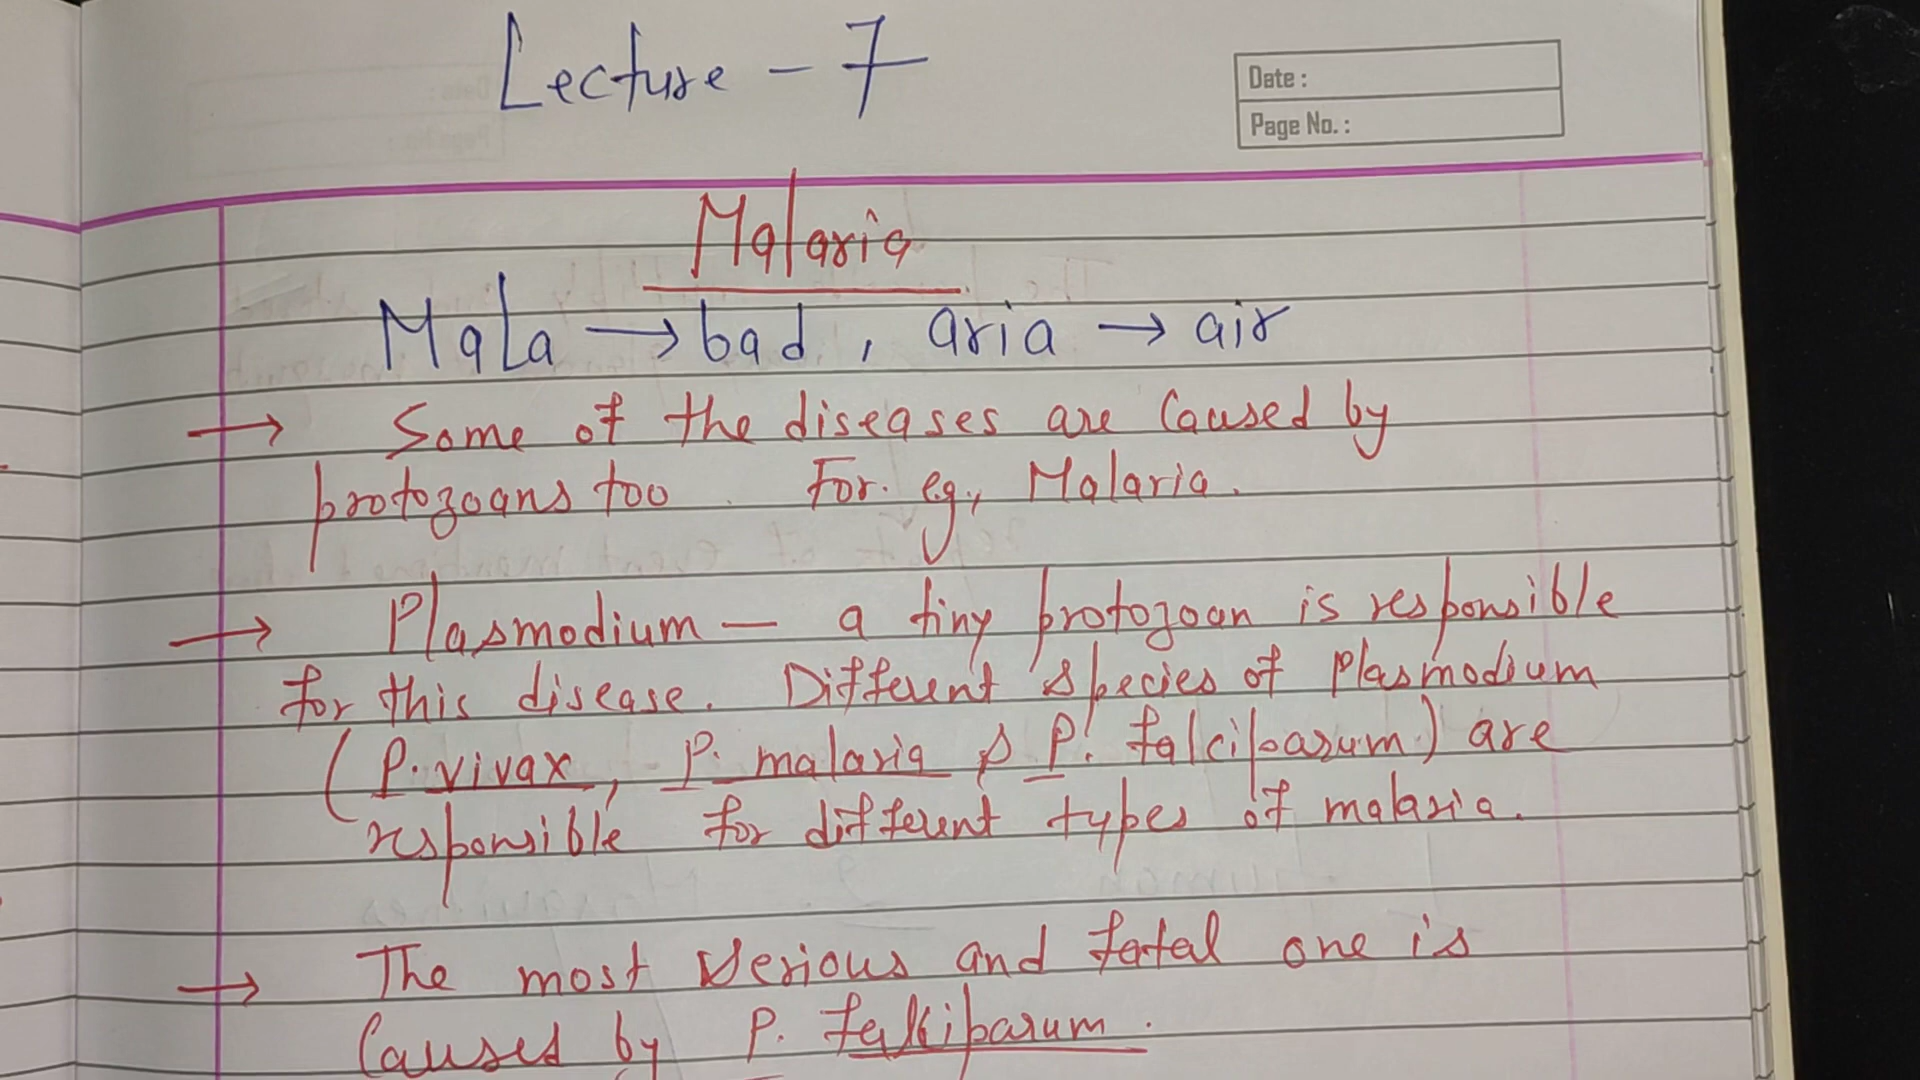 Lecture - 7
Date :
Page No. :
Malaria
Mala → bad , aria → air
→ Some of the diseases are Caused by
protozoans too . For. eg., Malaria.
→ Plasmodium — a tiny protozoan is responsible
for this disease. Different species of Plasmodium
(P. vivax, P. malaria & P. falciparum) are
responsible for different types of malaria.
→ The most serious and fatal one is
Caused by P. falciparum.